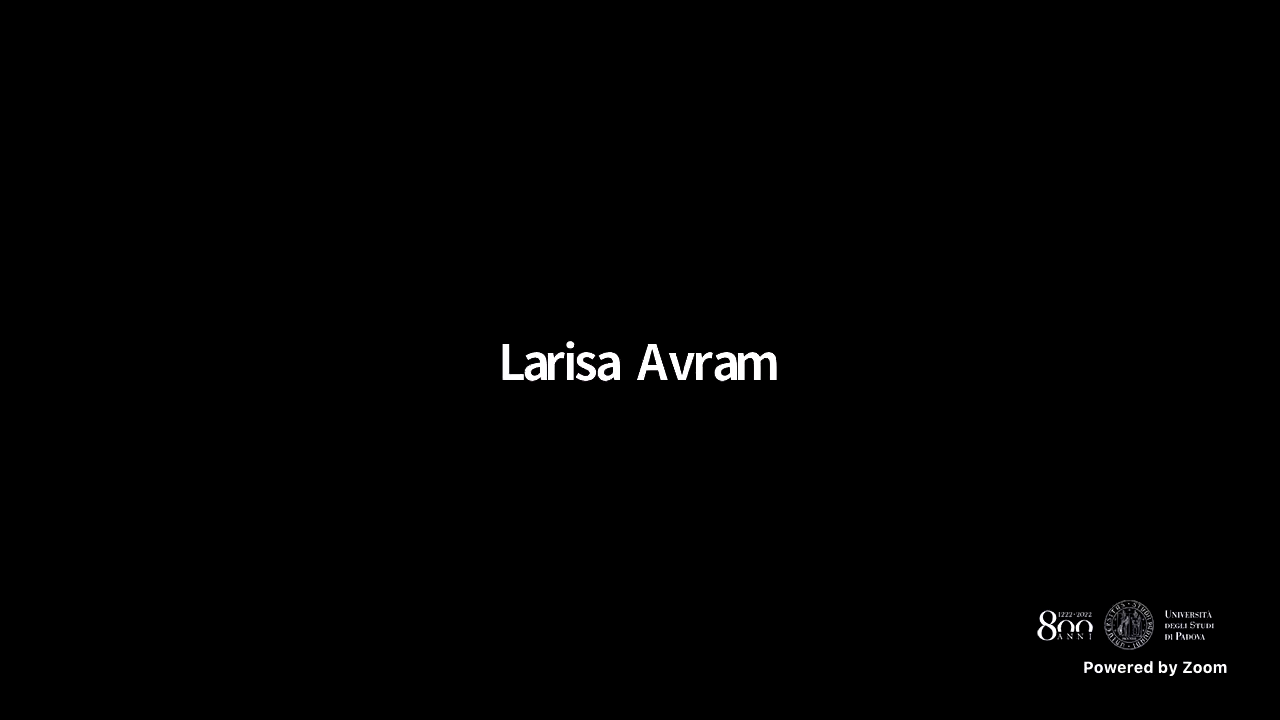 Larisa Avram
1222·2022
800
ANNI
UNIVERSITÀ
DEGLI STUDI
DI PADOVA
Powered by Zoom